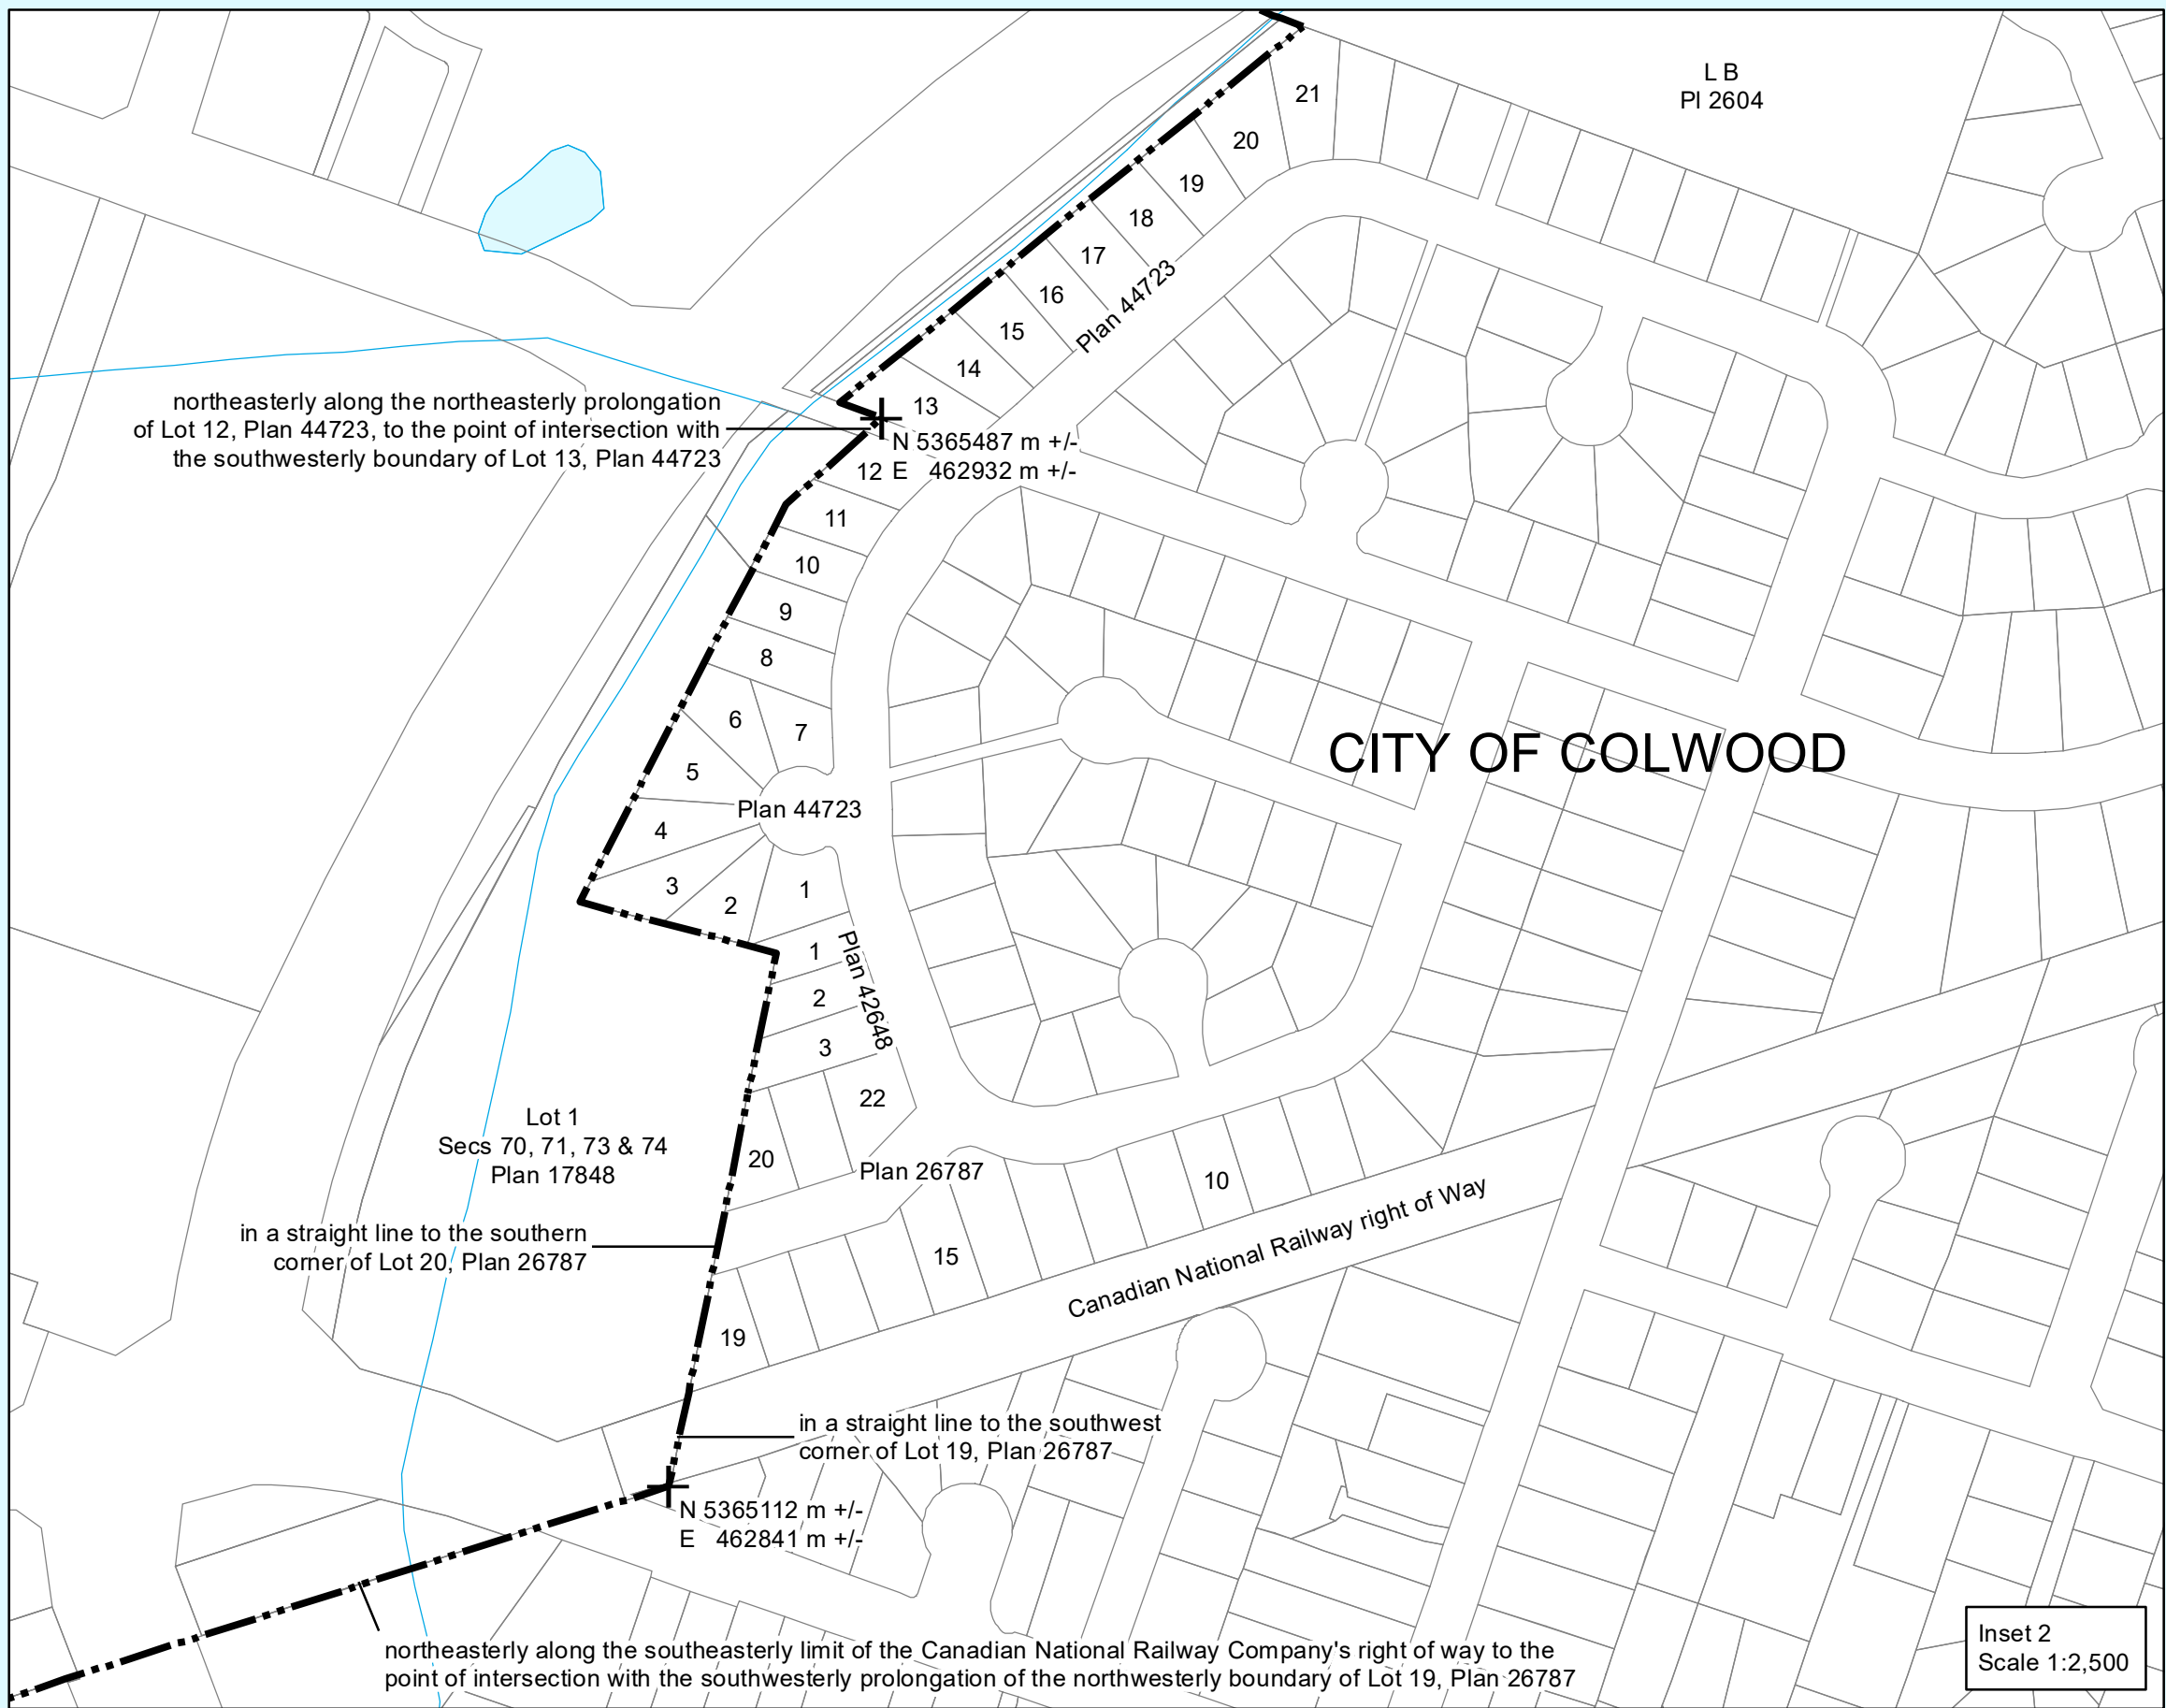 L B
Pl 2604
21
20
19
18
17
16
15
14
13
Plan 44723
northeasterly along the northeasterly prolongation
of Lot 12, Plan 44723, to the point of intersection with
the southwesterly boundary of Lot 13, Plan 44723
N 5365487 m +/-
E 462932 m +/-
12
11
10
9
8
6
7
5
4
3
2
1
Plan 44723
CITY OF COLWOOD
1
2
3
Plan 42648
22
20
Lot 1
Secs 70, 71, 73 & 74
Plan 17848
Plan 26787
10
15
19
Canadian National Railway right of Way
in a straight line to the southern
corner of Lot 20, Plan 26787
in a straight line to the southwest
corner of Lot 19, Plan 26787
N 5365112 m +/-
E 462841 m +/-
northeasterly along the southeasterly limit of the Canadian National Railway Company's right of way to the
point of intersection with the southwesterly prolongation of the northwesterly boundary of Lot 19, Plan 26787
Inset 2
Scale 1:2,500